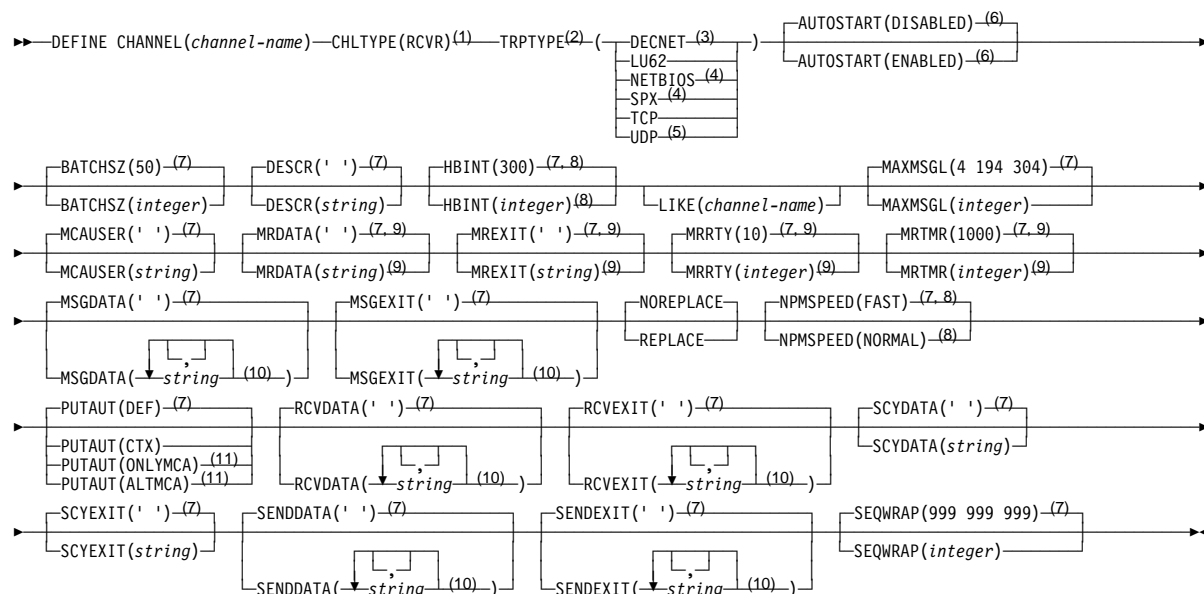 DEFINE CHANNEL(channel-name) CHLTYPE(RCVR) (1) TRPTYPE (2) ( DECNET (3) ) AUTOSTART(DISABLED) (6)
LU62 AUTOSTART(ENABLED) (6)
NETBIOS (4)
SPX (4)
TCP
UDP (5)
BATCHSZ(50) (7) DESCR(' ') (7) HBINT(300) (7, 8) MAXMSGL(4 194 304) (7)
BATCHSZ(integer) DESCR(string) HBINT(integer) (8) LIKE(channel-name) MAXMSGL(integer)
MCAUSER(' ') (7) MRDATA(' ') (7, 9) MREXIT(' ') (7, 9) MRRTY(10) (7, 9) MRTMR(1000) (7, 9)
MCAUSER(string) MRDATA(string) (9) MREXIT(string) (9) MRRTY(integer) (9) MRTMR(integer) (9)
MSGDATA(' ') (7) MSGEXIT(' ') (7) NOREPLACE NPMSPEED(FAST) (7, 8)
, , REPLACE NPMSPEED(NORMAL) (8)
MSGDATA( string (10) ) MSGEXIT( string (10) )
PUTAUT(DEF) (7) RCVDATA(' ') (7) RCVEXIT(' ') (7) SCYDATA(' ') (7)
PUTAUT(CTX) SCYDATA(string)
PUTAUT(ONLYMCA) (11) , ,
PUTAUT(ALTMCA) (11) RCVDATA( string (10) ) RCVEXIT( string (10) )
SCYEXIT(' ') (7) SENDDATA(' ') (7) SENDEXIT(' ') (7) SEQWRAP(999 999 999) (7)
SCYEXIT(string) , , SEQWRAP(integer)
SENDDATA( string (10) ) SENDEXIT( string (10) )